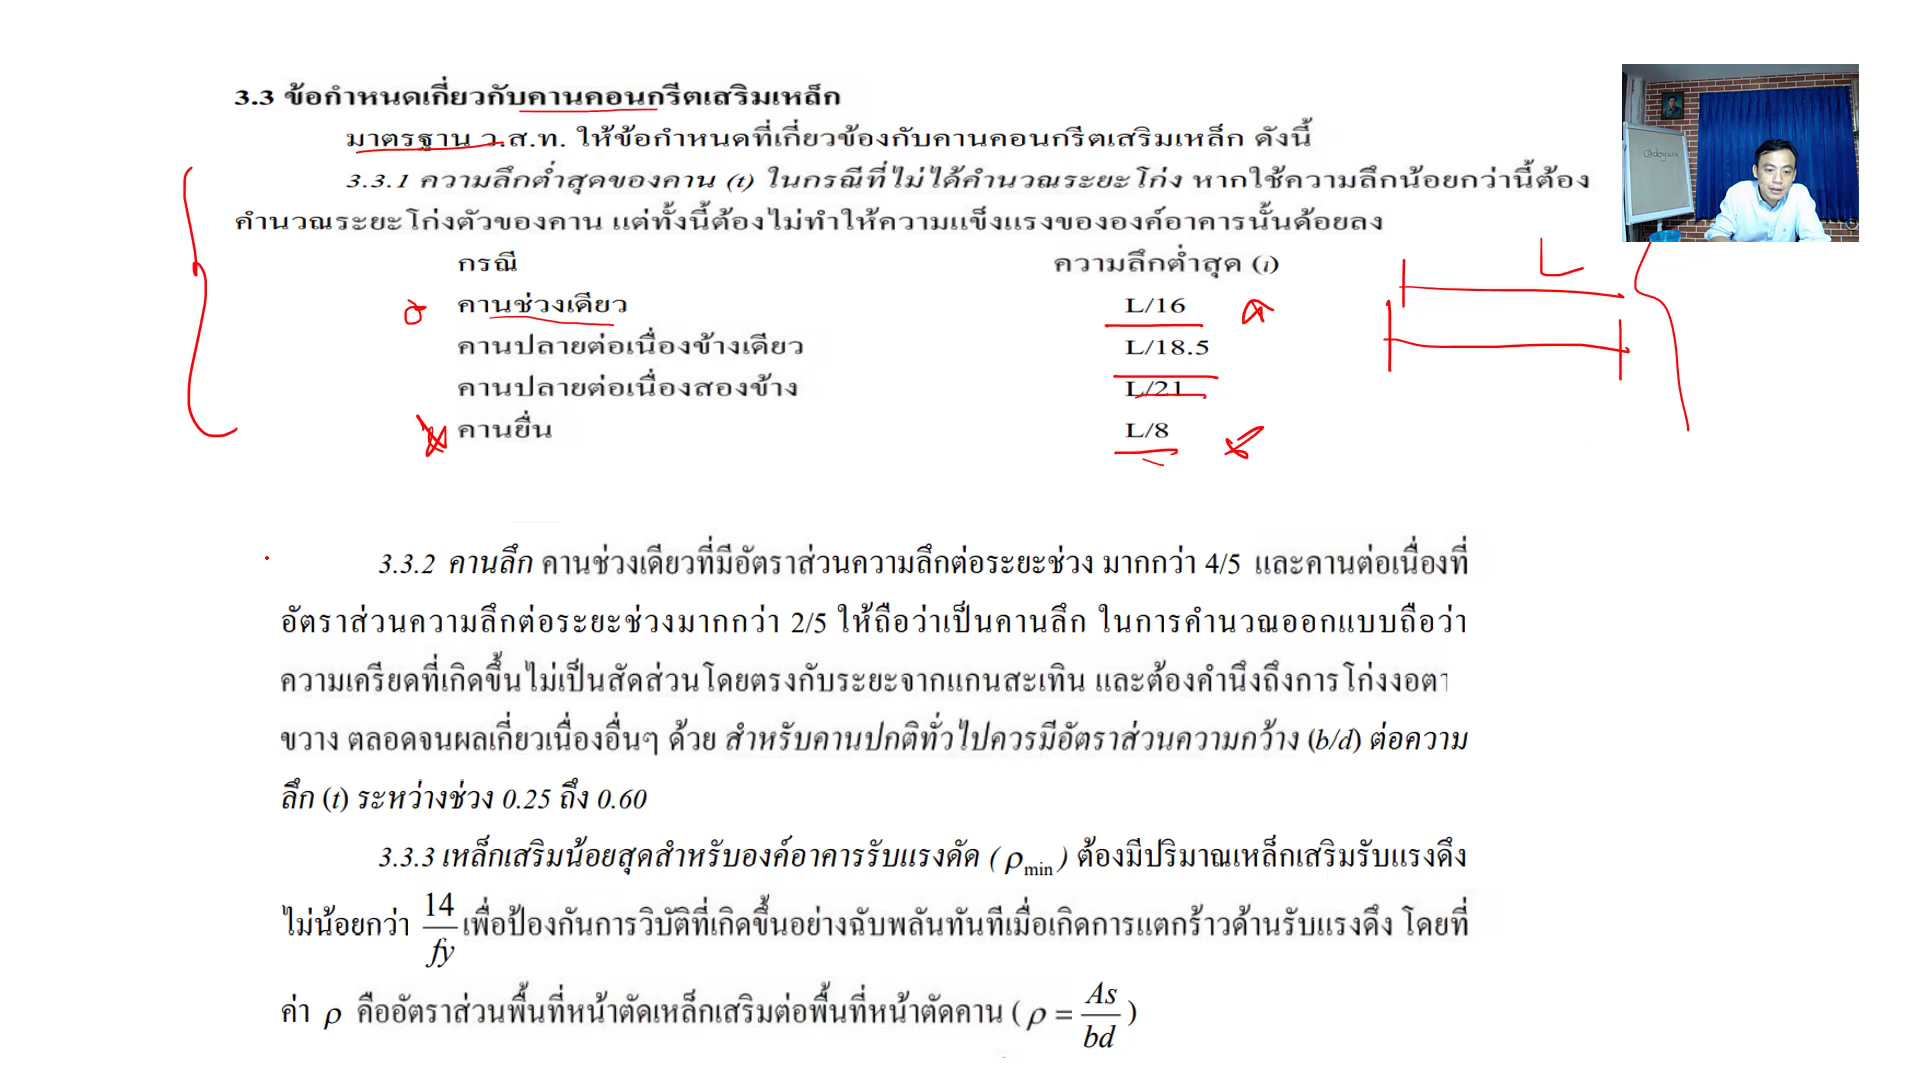 3.3 ข้อกำหนดเกี่ยวกับคานคอนกรีตเสริมเหล็ก
มาตรฐาน ว.ส.ท. ให้ข้อกำหนดที่เกี่ยวข้องกับคานคอนกรีตเสริมเหล็ก ดังนี้
3.3.1 ความลึกต่ำสุดของคาน (t) ในกรณีที่ไม่ได้คำนวณระยะโก่ง หากใช้ความลึกน้อยกว่านี้ต้อง
คำนวณระยะโก่งตัวของคาน แต่ทั้งนี้ต้องไม่ทำให้ความแข็งแรงขององค์อาคารนั้นด้อยลง
กรณี ความลึกต่ำสุด (i)
คานช่วงเดียว L/16
คานปลายต่อเนื่องข้างเดียว L/18.5
คานปลายต่อเนื่องสองข้าง L/21
คานยื่น L/8
L
3.3.2 คานลึก คานช่วงเดียวที่มีอัตราส่วนความลึกต่อระยะช่วง มากกว่า 4/5 และคานต่อเนื่องที่
อัตราส่วนความลึกต่อระยะช่วงมากกว่า 2/5 ให้ถือว่าเป็นคานลึก ในการคำนวณออกแบบถือว่า
ความเครียดที่เกิดขึ้นไม่เป็นสัดส่วนโดยตรงกับระยะจากแกนสะเทิน และต้องคำนึงถึงการโก่งงอตา
ขวาง ตลอดจนผลเกี่ยวเนื่องอื่นๆ ด้วย สำหรับคานปกติทั่วไปควรมีอัตราส่วนความกว้าง (b/d) ต่อความ
ลึก (t) ระหว่างช่วง 0.25 ถึง 0.60
3.3.3 เหล็กเสริมน้อยสุดสำหรับองค์อาคารรับแรงดัด (ρmin) ต้องมีปริมาณเหล็กเสริมรับแรงดึง
ไม่น้อยกว่า 14/fy เพื่อป้องกันการวิบัติที่เกิดขึ้นอย่างฉับพลันทันทีเมื่อเกิดการแตกร้าวด้านรับแรงดึง โดยที่
ค่า ρ คืออัตราส่วนพื้นที่หน้าตัดเหล็กเสริมต่อพื้นที่หน้าตัดคาน (ρ = As/bd)